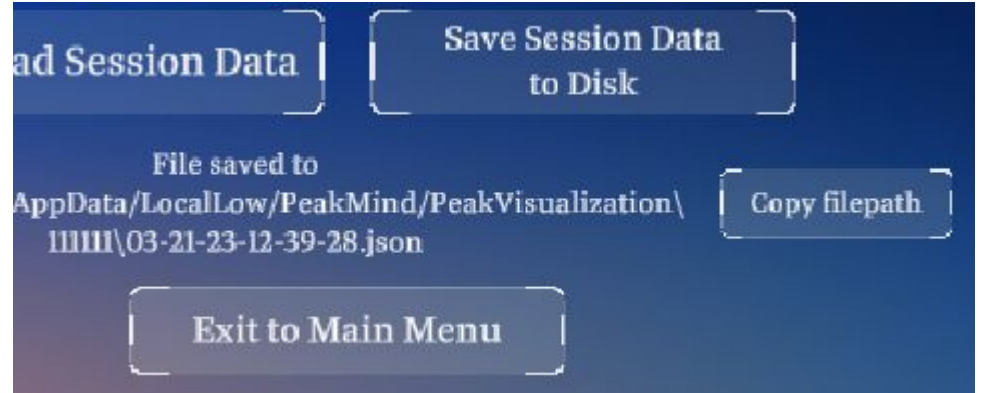 ad Session Data
Save Session Data
to Disk
File saved to
AppData/LocalLow/PeakMind/PeakVisualization\
\03-21-23-12-39-28.json
Copy filepath
Exit to Main Menu